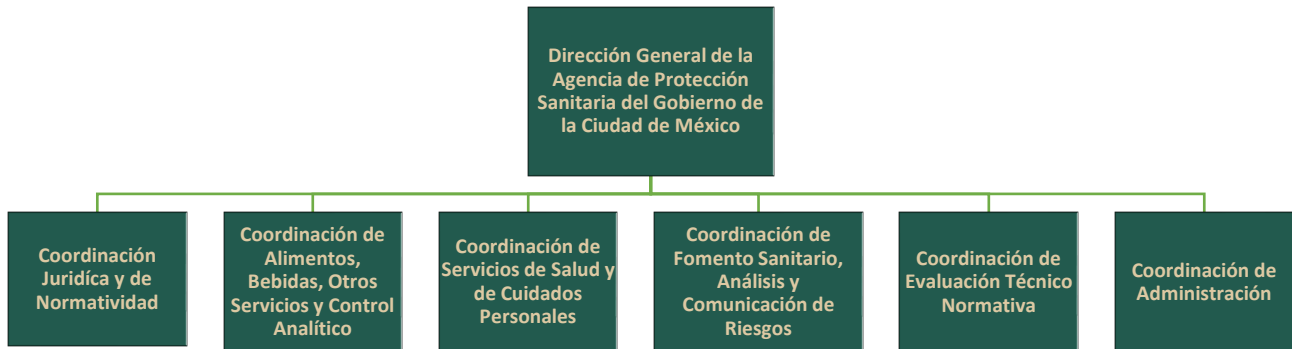 Dirección General de la
Agencia de Protección
Sanitaria del Gobierno de
la Ciudad de México
Coordinación
Juridíca y de
Normatividad
Coordinación de
Alimentos,
Bebidas, Otros
Servicios y Control
Analítico
Coordinación de
Servicios de Salud y
de Cuidados
Personales
Coordinación de
Fomento Sanitario,
Análisis y
Comunicación de
Riesgos
Coordinación de
Evaluación Técnico
Normativa
Coordinación de
Administración